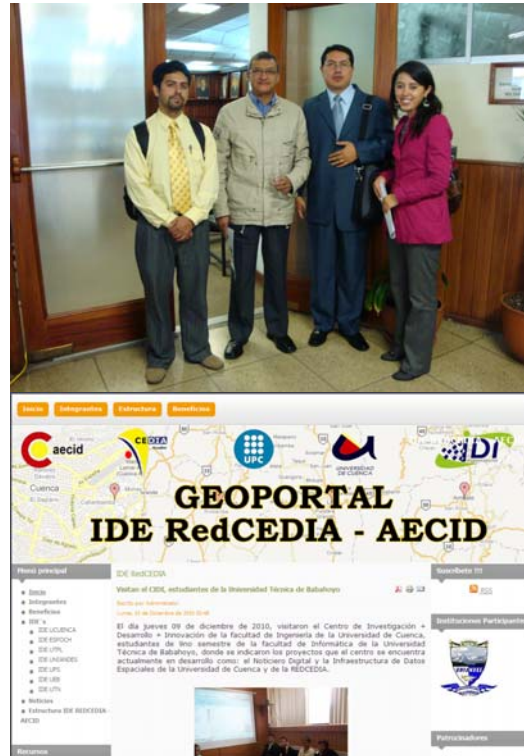 Inicio Integrantes Estructura Beneficios
aecid CEDIA UPC UNIVERSIDAD DE CUENCA IDI
Cuenca
GEOPORTAL
IDE RedCEDIA - AECID
Menú principal
Inicio
Integrantes
Beneficios
IDE´s
IDE UCUENCA
IDE ESPOCH
IDE UTPL
IDE UNIANDES
IDE UPS
IDE UEB
IDE UTN
Noticias
Estructura IDE REDCEDIA -
AECID
Recursos
IDE RedCEDIA
Visitan el CIDI, estudiantes de la Universidad Técnica de Babahoyo
Escrito por Administrator
El día jueves 09 de diciembre de 2010, visitaron el Centro de Investigación +
Desarrollo + Innovación de la facultad de Ingeniería de la Universidad de Cuenca,
estudiantes de 9no semestre de la facultad de Informática de la Universidad
Técnica de Babahoyo, donde se indicaron los proyectos que el centro se encuentra
actualmente en desarrollo como: el Noticiero Digital y la Infraestructura de Datos
Espaciales de la Universidad de Cuenca y de la REDCEDIA.
Suscríbete !!!
RSS
Instituciones Participantes
Patrocinadores